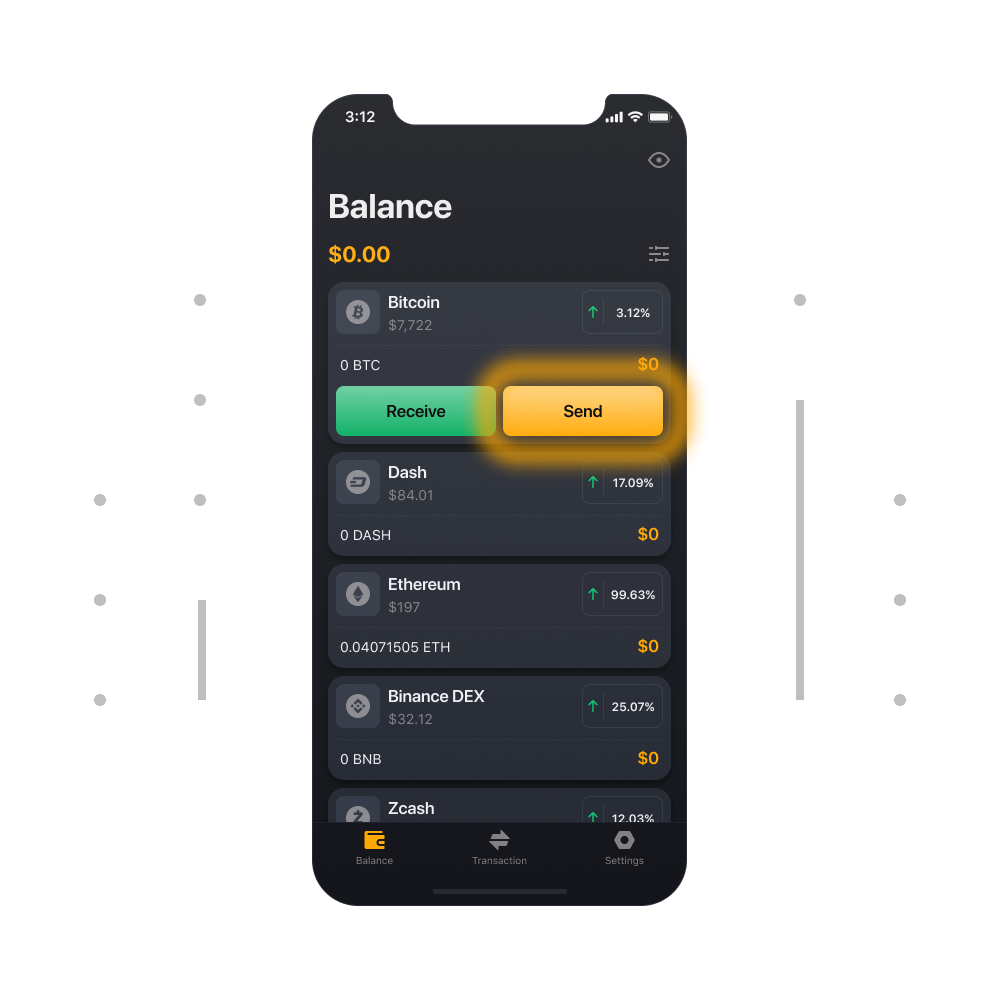 3:12
Balance
$0.00
Bitcoin
$7,722
3.12%
0 BTC
$0
Receive
Send
Dash
$84.01
17.09%
0 DASH
$0
Ethereum
$197
99.63%
0.04071505 ETH
$0
Binance DEX
$32.12
25.07%
0 BNB
$0
Zcash
12.03%
Balance
Transaction
Settings